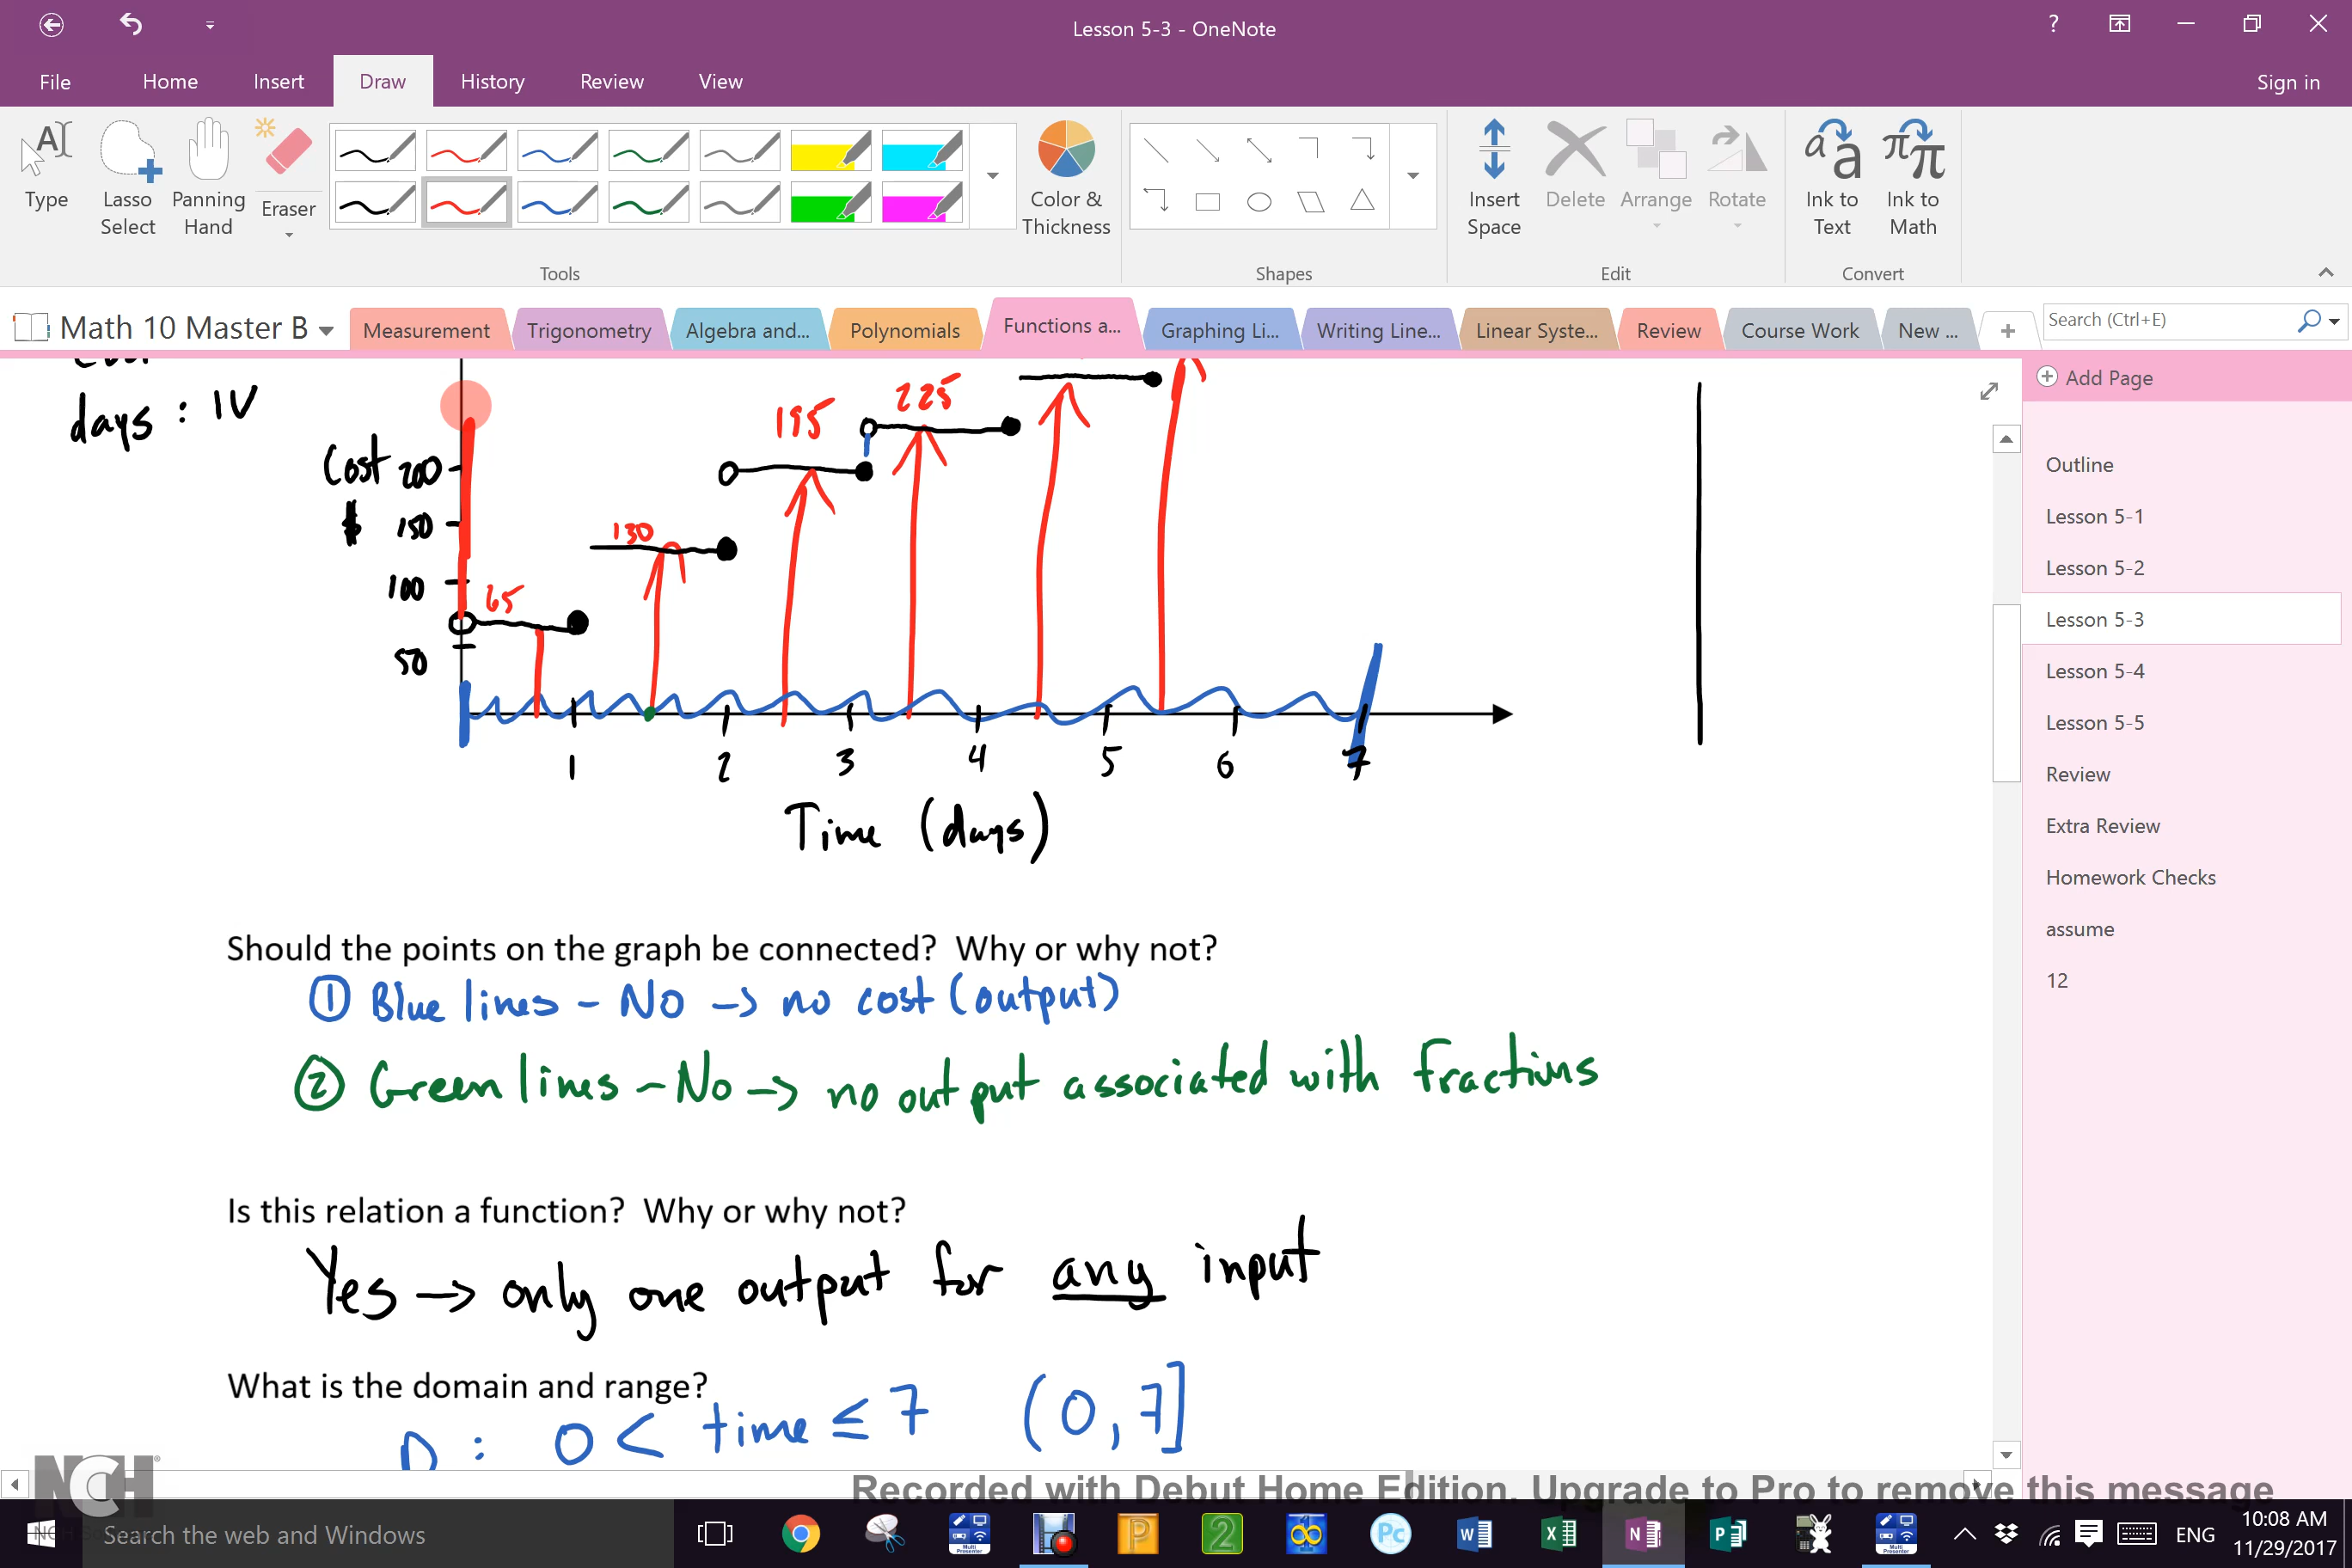 Lesson 5-3 - OneNote
?
File Home Insert Draw History Review View Sign in
Type
Lasso Select
Panning Hand
Eraser
Color & Thickness
Insert Space
Delete Arrange Rotate
Ink to Text
Ink to Math
Tools Shapes Edit Convert
Math 10 Master B Measurement Trigonometry Algebra and... Polynomials Functions a... Graphing Li... Writing Line... Linear Syste... Review Course Work New ... + Search (Ctrl+E)
Add Page
Outline
Lesson 5-1
Lesson 5-2
Lesson 5-3
Lesson 5-4
Lesson 5-5
Review
Extra Review
Homework Checks
assume
12
days : IV
225
195
Cost 200
$ 150
130
100
65
50
1 2 3 4 5 6 7
Time (days)
Should the points on the graph be connected? Why or why not?
① Blue lines - No → no cost (output)
② Green lines - No → no output associated with fractions
Is this relation a function? Why or why not?
Yes → only one output for any input
What is the domain and range?
D : 0 < time ≤ 7 (0, 7]
NCH
Recorded with Debut Home Edition. Upgrade to Pro to remove this message
Search the web and Windows
ENG
10:08 AM
11/29/2017